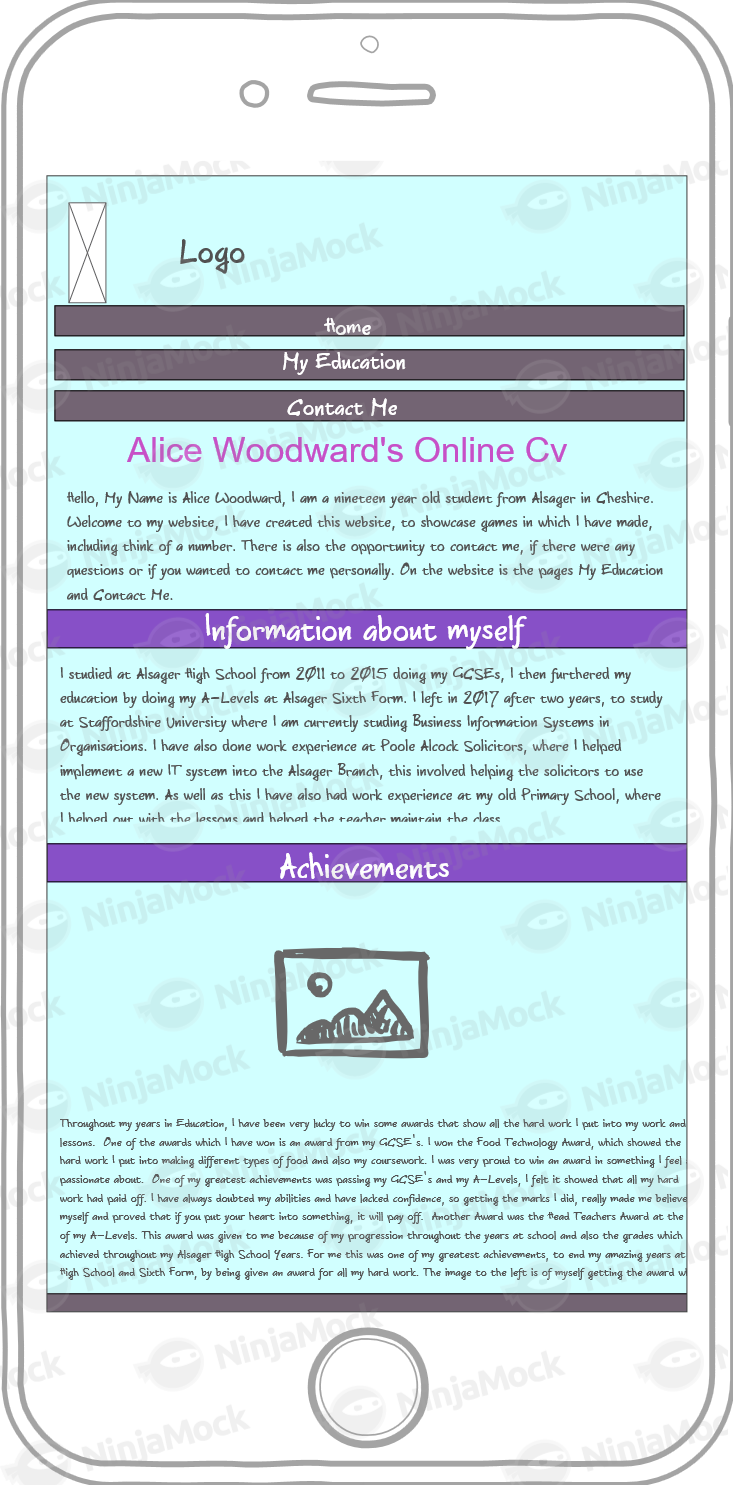 Logo
Home
My Education
Contact Me
Alice Woodward's Online Cv
Hello, My Name is Alice Woodward, I am a nineteen year old student from Alsager in Cheshire.
Welcome to my website, I have created this website, to showcase games in which I have made,
including think of a number. There is also the opportunity to contact me, if there were any
questions or if you wanted to contact me personally. On the website is the pages My Education
and Contact Me.
Information about myself
I studied at Alsager High School from 2011 to 2015 doing my GCSEs, I then furthered my
education by doing my A-Levels at Alsager Sixth Form. I left in 2017 after two years, to study
at Staffordshire University where I am currently studing Business Information Systems in
Organisations. I have also done work experience at Poole Alcock Solicitors, where I helped
implement a new IT system into the Alsager Branch, this involved helping the solicitors to use
the new system. As well as this I have also had work experience at my old Primary School, where
I helped out with the lessons and helped the teacher maintain the class
Achievements
Throughout my years in Education, I have been very lucky to win some awards that show all the hard work I put into my work and
lessons. One of the awards which I have won is an award from my GCSE's. I won the Food Technology Award, which showed the
hard work I put into making different types of food and also my coursework. I was very proud to win an award in something I feel
passionate about. One of my greatest achievements was passing my GCSE's and my A-Levels, I felt it showed that all my hard
work had paid off. I have always doubted my abilities and have lacked confidence, so getting the marks I did, really made me believe
myself and proved that if you put your heart into something, it will pay off. Another Award was the Head Teachers Award at the
of my A-Levels. This award was given to me because of my progression throughout the years at school and also the grades which
achieved throughout my Alsager High School Years. For me this was one of my greatest achievements, to end my amazing years at
High School and Sixth Form, by being given an award for all my hard work. The image to the left is of myself getting the award
NinjaMock